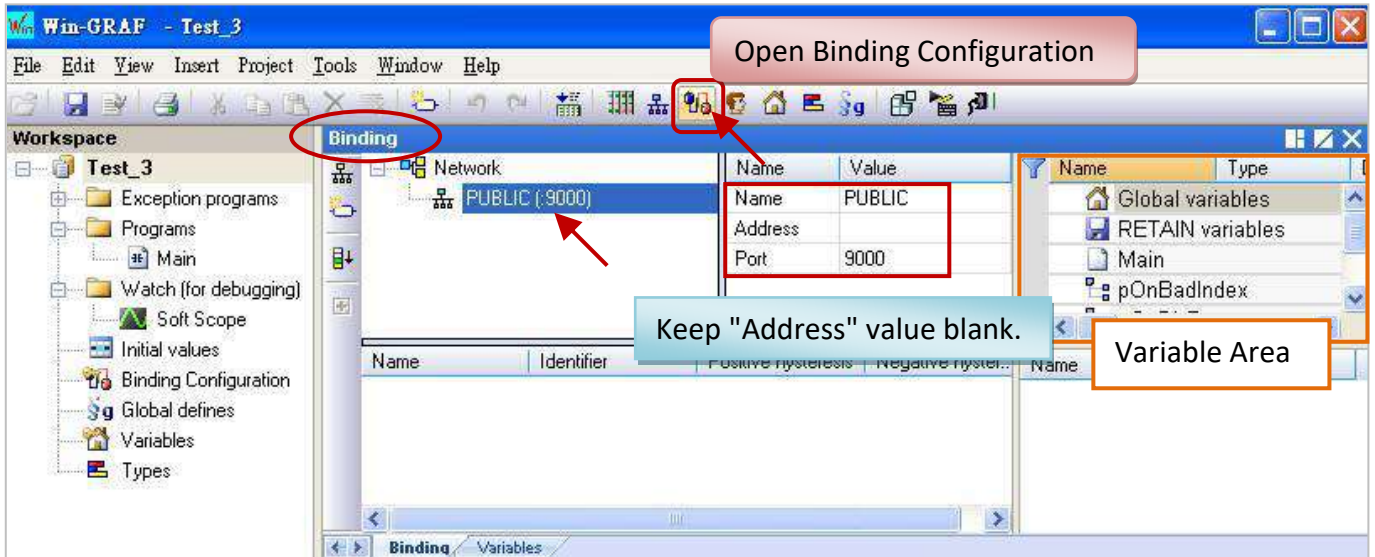 Win-GRAF - Test_3
Open Binding Configuration
File Edit View Insert Project Tools Window Help
Workspace
Binding
Test_3
Exception programs
Programs
Main
Watch (for debugging)
Soft Scope
Initial values
Binding Configuration
Global defines
Variables
Types
Network
PUBLIC (:9000)
Name Value
Name PUBLIC
Address
Port 9000
Name Type
Global variables
RETAIN variables
Main
pOnBadIndex
Keep "Address" value blank.
Variable Area
Name Identifier Positive hysteresis Negative hyster...
Name
Binding Variables